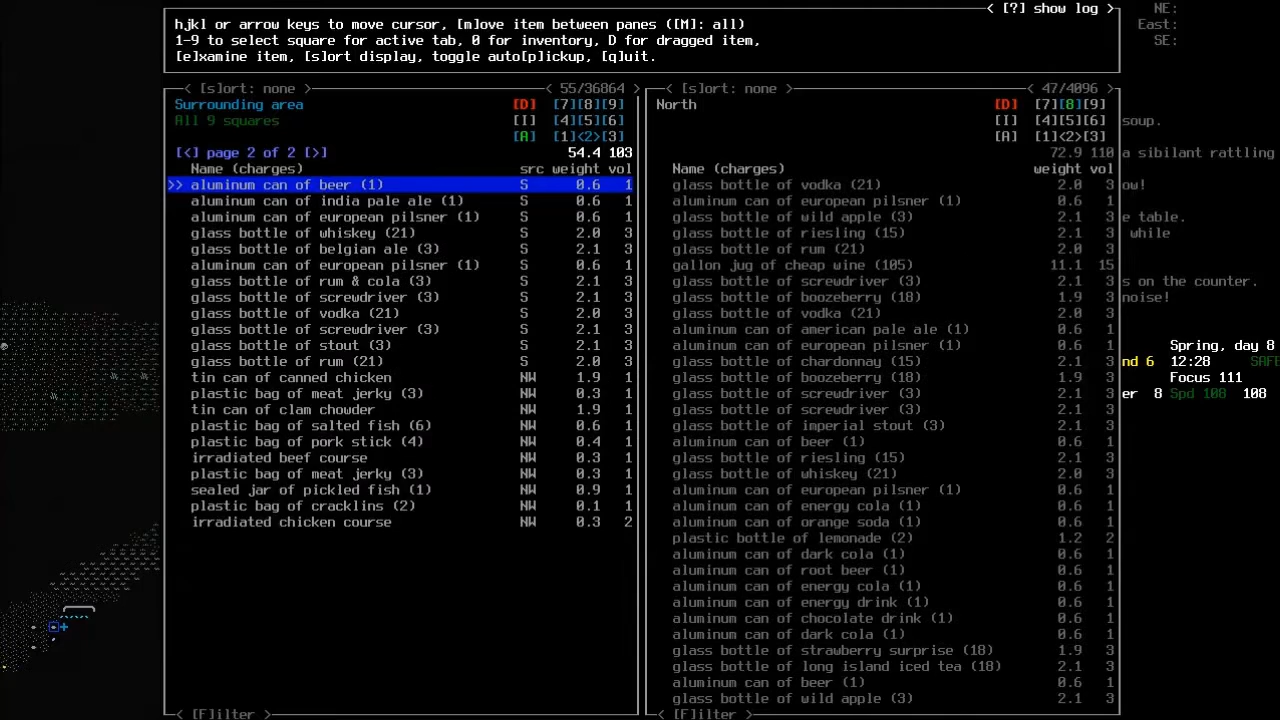 < [?] show log > NE:
hjkl or arrow keys to move cursor, [m]ove item between panes ([M]: all) East:
1-9 to select square for active tab, 0 for inventory, D for dragged item, SE:
[e]xamine item, [s]ort display, toggle auto[p]ickup, [q]uit.
< [s]ort: none > < 55/36864 >
Surrounding area [D] [7][8][9]
All 9 squares [I] [4][5][6]
[A] [1]<2>[3]
[<] page 2 of 2 [>] 54.4 103
Name (charges) src weight vol
>> aluminum can of beer (1) S 0.6 1
aluminum can of india pale ale (1) S 0.6 1
aluminum can of european pilsner (1) S 0.6 1
glass bottle of whiskey (21) S 2.0 3
glass bottle of belgian ale (3) S 2.1 3
aluminum can of european pilsner (1) S 0.6 1
glass bottle of rum & cola (3) S 2.1 3
glass bottle of screwdriver (3) S 2.1 3
glass bottle of vodka (21) S 2.0 3
glass bottle of screwdriver (3) S 2.1 3
glass bottle of stout (3) S 2.1 3
glass bottle of rum (21) S 2.0 3
tin can of canned chicken NW 1.9 1
plastic bag of meat jerky (3) NW 0.3 1
tin can of clam chowder NW 1.9 1
plastic bag of salted fish (6) NW 0.6 1
plastic bag of pork stick (4) NW 0.4 1
irradiated beef course NW 0.3 1
plastic bag of meat jerky (3) NW 0.3 1
sealed jar of pickled fish (1) NW 0.9 1
plastic bag of cracklins (2) NW 0.1 1
irradiated chicken course NW 0.3 2
< [F]ilter >
< [s]ort: none > < 47/4096 >
North [D] [7][8][9]
[I] [4][5][6]
[A] [1]<2>[3]
72.9 110
Name (charges) weight vol
glass bottle of vodka (21) 2.0 3
aluminum can of european pilsner (1) 0.6 1
glass bottle of wild apple (3) 2.1 3
glass bottle of riesling (15) 2.1 3
glass bottle of rum (21) 2.0 3
gallon jug of cheap wine (105) 11.1 15
glass bottle of screwdriver (3) 2.1 3
glass bottle of boozeberry (18) 1.9 3
glass bottle of vodka (21) 2.0 3
aluminum can of american pale ale (1) 0.6 1
aluminum can of european pilsner (1) 0.6 1
glass bottle of chardonnay (15) 2.1 3
glass bottle of boozeberry (18) 1.9 3
glass bottle of screwdriver (3) 2.1 3
glass bottle of screwdriver (3) 2.1 3
glass bottle of imperial stout (3) 2.1 3
aluminum can of beer (1) 0.6 1
glass bottle of riesling (15) 2.1 3
glass bottle of whiskey (21) 2.0 3
aluminum can of european pilsner (1) 0.6 1
aluminum can of energy cola (1) 0.6 1
aluminum can of orange soda (1) 0.6 1
plastic bottle of lemonade (2) 1.2 2
aluminum can of dark cola (1) 0.6 1
aluminum can of root beer (1) 0.6 1
aluminum can of energy cola (1) 0.6 1
aluminum can of energy drink (1) 0.6 1
aluminum can of chocolate drink (1) 0.6 1
aluminum can of dark cola (1) 0.6 1
glass bottle of strawberry surprise (18) 1.9 3
glass bottle of long island iced tea (18) 2.1 3
aluminum can of beer (1) 0.6 1
glass bottle of wild apple (3) 2.1 3
< [F]ilter >
soup.
a sibilant rattling
ow!
e table.
while
s on the counter.
noise!
Spring, day 8
nd 6 12:28 SAFE
Focus 111
er 8 Spd 108 108